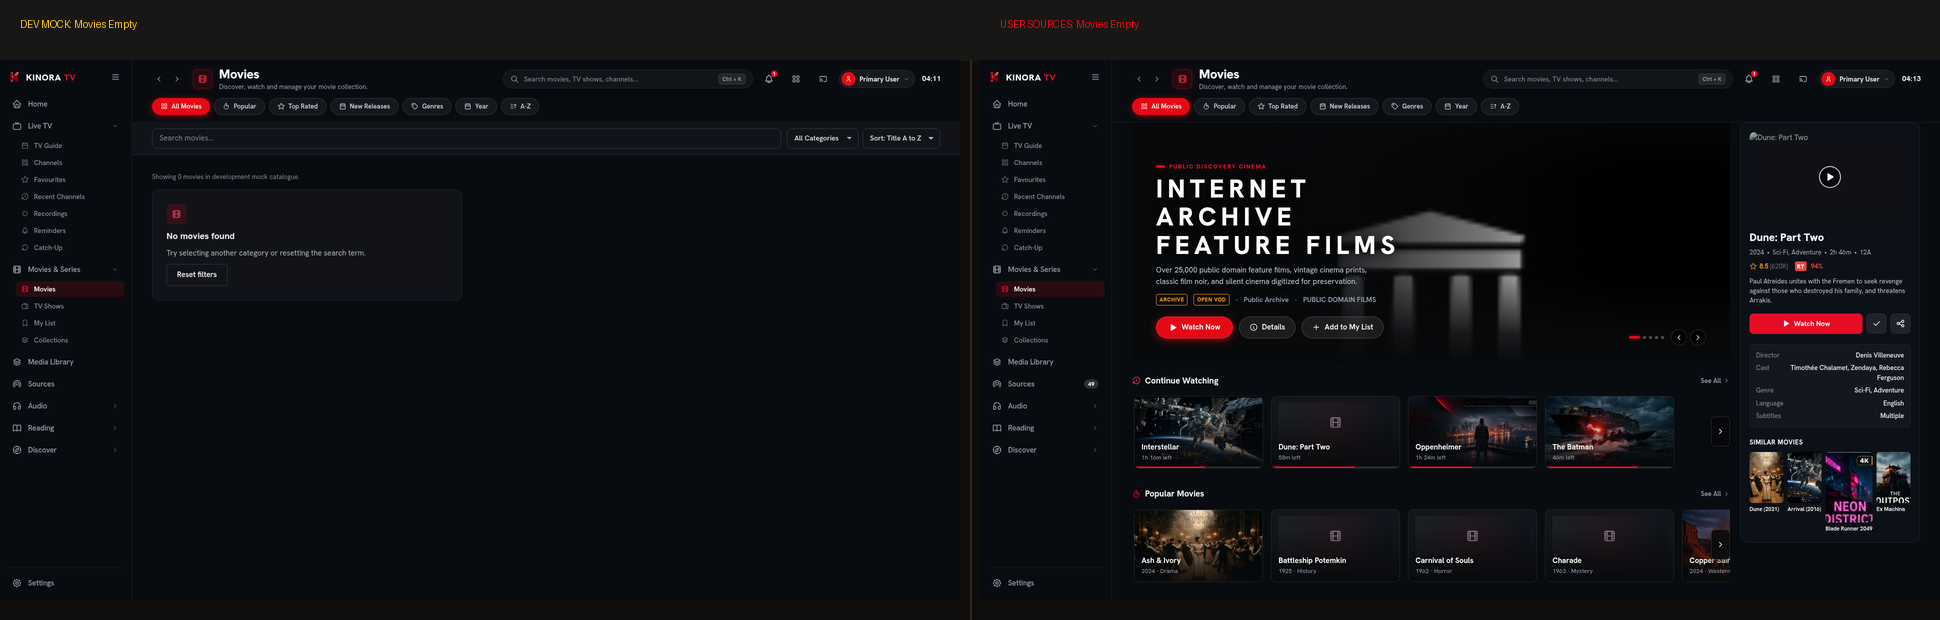 DEV MOCK: Movies Empty
KINORA TV
Home
Live TV
TV Guide
Channels
Favourites
Recent Channels
Recordings
Reminders
Catch-Up
Movies & Series
Movies
TV Shows
My List
Collections
Media Library
Sources
Audio
Reading
Discover
Settings
Movies
Discover, watch and manage your movie collection.
Search movies, TV shows, channels...
Ctrl + K
1
Primary User
04:11
All Movies
Popular
Top Rated
New Releases
Genres
Year
A-Z
Search movies...
All Categories
Sort: Title A to Z
Showing 0 movies in development mock catalogue.
No movies found
Try selecting another category or resetting the search term.
Reset filters
USER SOURCES: Movies Empty
KINORA TV
Home
Live TV
TV Guide
Channels
Favourites
Recent Channels
Recordings
Reminders
Catch-Up
Movies & Series
Movies
TV Shows
My List
Collections
Media Library
Sources
49
Audio
Reading
Discover
Settings
Movies
Discover, watch and manage your movie collection.
Search movies, TV shows, channels...
Ctrl + K
1
Primary User
04:13
All Movies
Popular
Top Rated
New Releases
Genres
Year
A-Z
PUBLIC DISCOVERY CINEMA
INTERNET
ARCHIVE
FEATURE FILMS
Over 25,000 public domain feature films, vintage cinema prints,
classic film noir, and silent cinema digitized for preservation.
ARCHIVE
OPEN VOD
· Public Archive · PUBLIC DOMAIN FILMS
Watch Now
Details
Add to My List
Continue Watching
See All
Interstellar
1h 16m left
Dune: Part Two
58m left
Oppenheimer
1h 24m left
The Batman
46m left
Popular Movies
See All
Ash & Ivory
2024 · Drama
Battleship Potemkin
1925 · History
Carnival of Souls
1962 · Horror
Charade
1963 · Mystery
Copper
2024 · Western
Dune: Part Two
Dune: Part Two
2024 • Sci-Fi, Adventure • 2h 46m • 12A
8.5 (620K)
RT
94%
Paul Atreides unites with the Fremen to seek revenge
against those who destroyed his family, and threatens
Arrakis.
Watch Now
Director
Denis Villeneuve
Cast
Timothée Chalamet, Zendaya, Rebecca
Ferguson
Genre
Sci-Fi, Adventure
Language
English
Subtitles
Multiple
SIMILAR MOVIES
4K
NEON
DISTRICT
THE
OUTPOS
Dune (2021)
Arrival (2016)
Blade Runner 2049
Ex Machina